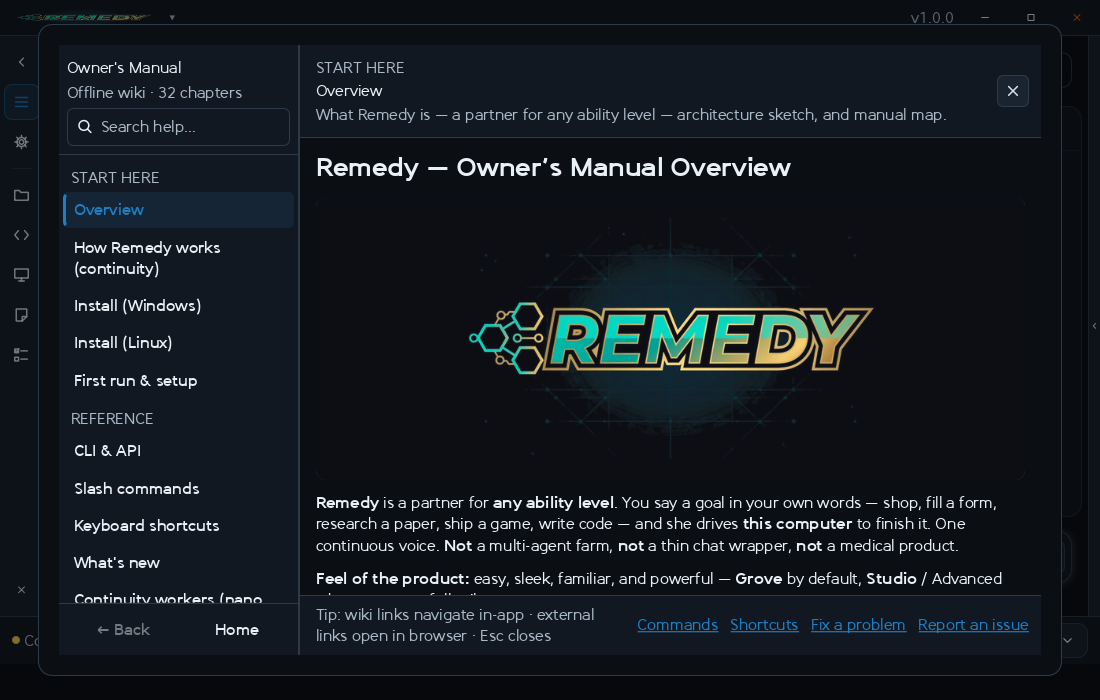 REMEDY
v1.0.0
Owner's Manual
Offline wiki · 32 chapters
Search help...
START HERE
Overview
How Remedy works
(continuity)
Install (Windows)
Install (Linux)
First run & setup
REFERENCE
CLI & API
Slash commands
Keyboard shortcuts
What's new
Continuity workers (nano
← Back
Home
START HERE
Overview
What Remedy is — a partner for any ability level — architecture sketch, and manual map.
Remedy — Owner's Manual Overview
REMEDY
Remedy is a partner for any ability level. You say a goal in your own words — shop, fill a form,
research a paper, ship a game, write code — and she drives this computer to finish it. One
continuous voice. Not a multi-agent farm, not a thin chat wrapper, not a medical product.
Feel of the product: easy, sleek, familiar, and powerful — Grove by default, Studio / Advanced
Tip: wiki links navigate in-app · external
links open in browser · Esc closes
Commands
Shortcuts
Fix a problem
Report an issue